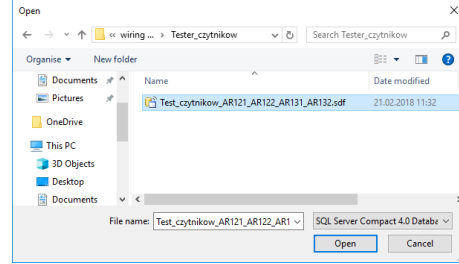 Open
« wiring ... > Tester_czytnikow
Search Tester_czytnikow
Organise
New folder
Documents
Pictures
OneDrive
This PC
3D Objects
Desktop
Documents
Name
Date modified
Test_czytnikow_AR121_AR122_AR131_AR132.sdf
21.02.2018 11:32
File name:
Test_czytnikow_AR121_AR122_AR1
SQL Server Compact 4.0 Databa
Open
Cancel